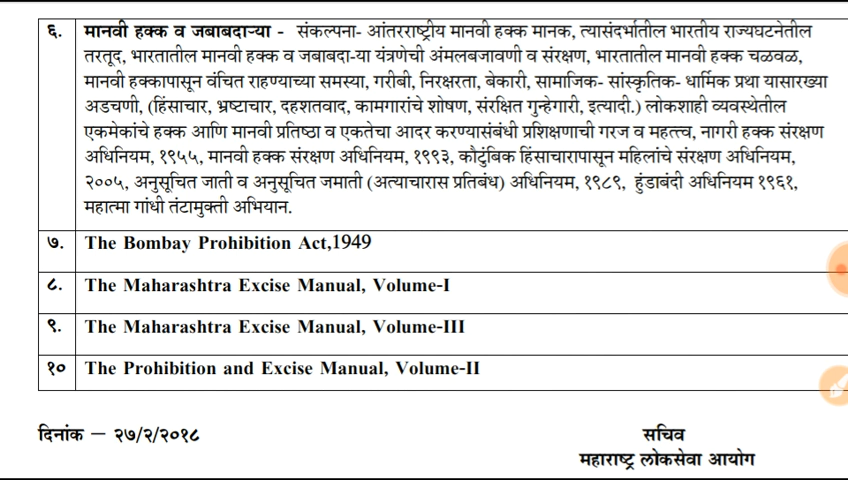 ६. मानवी हक्क व जबाबदाऱ्या - संकल्पना- आंतरराष्ट्रीय मानवी हक्क मानक, त्यासंदर्भातील भारतीय राज्यघटनेतील
तरतूद, भारतातील मानवी हक्क व जबाबदा-या यंत्रणेची अंमलबजावणी व संरक्षण, भारतातील मानवी हक्क चळवळ,
मानवी हक्कापासून वंचित राहण्याच्या समस्या, गरीबी, निरक्षरता, बेकारी, सामाजिक- सांस्कृतिक- धार्मिक प्रथा यासारख्या
अडचणी, (हिंसाचार, भ्रष्टाचार, दहशतवाद, कामगारांचे शोषण, संरक्षित गुन्हेगारी, इत्यादी.) लोकशाही व्यवस्थेतील
एकमेकांचे हक्क आणि मानवी प्रतिष्ठा व एकतेचा आदर करण्यासंबंधी प्रशिक्षणाची गरज व महत्त्व, नागरी हक्क संरक्षण
अधिनियम, १९५५, मानवी हक्क संरक्षण अधिनियम, १९९३, कौटुंबिक हिंसाचारापासून महिलांचे संरक्षण अधिनियम,
२००५, अनुसूचित जाती व अनुसूचित जमाती (अत्याचारास प्रतिबंध) अधिनियम, १९८९, हुंडाबंदी अधिनियम १९६१,
महात्मा गांधी तंटामुक्ती अभियान.
७. The Bombay Prohibition Act,1949
८. The Maharashtra Excise Manual, Volume-I
९. The Maharashtra Excise Manual, Volume-III
१० The Prohibition and Excise Manual, Volume-II
दिनांक – २७/२/२०१८ सचिव
महाराष्ट्र लोकसेवा आयोग